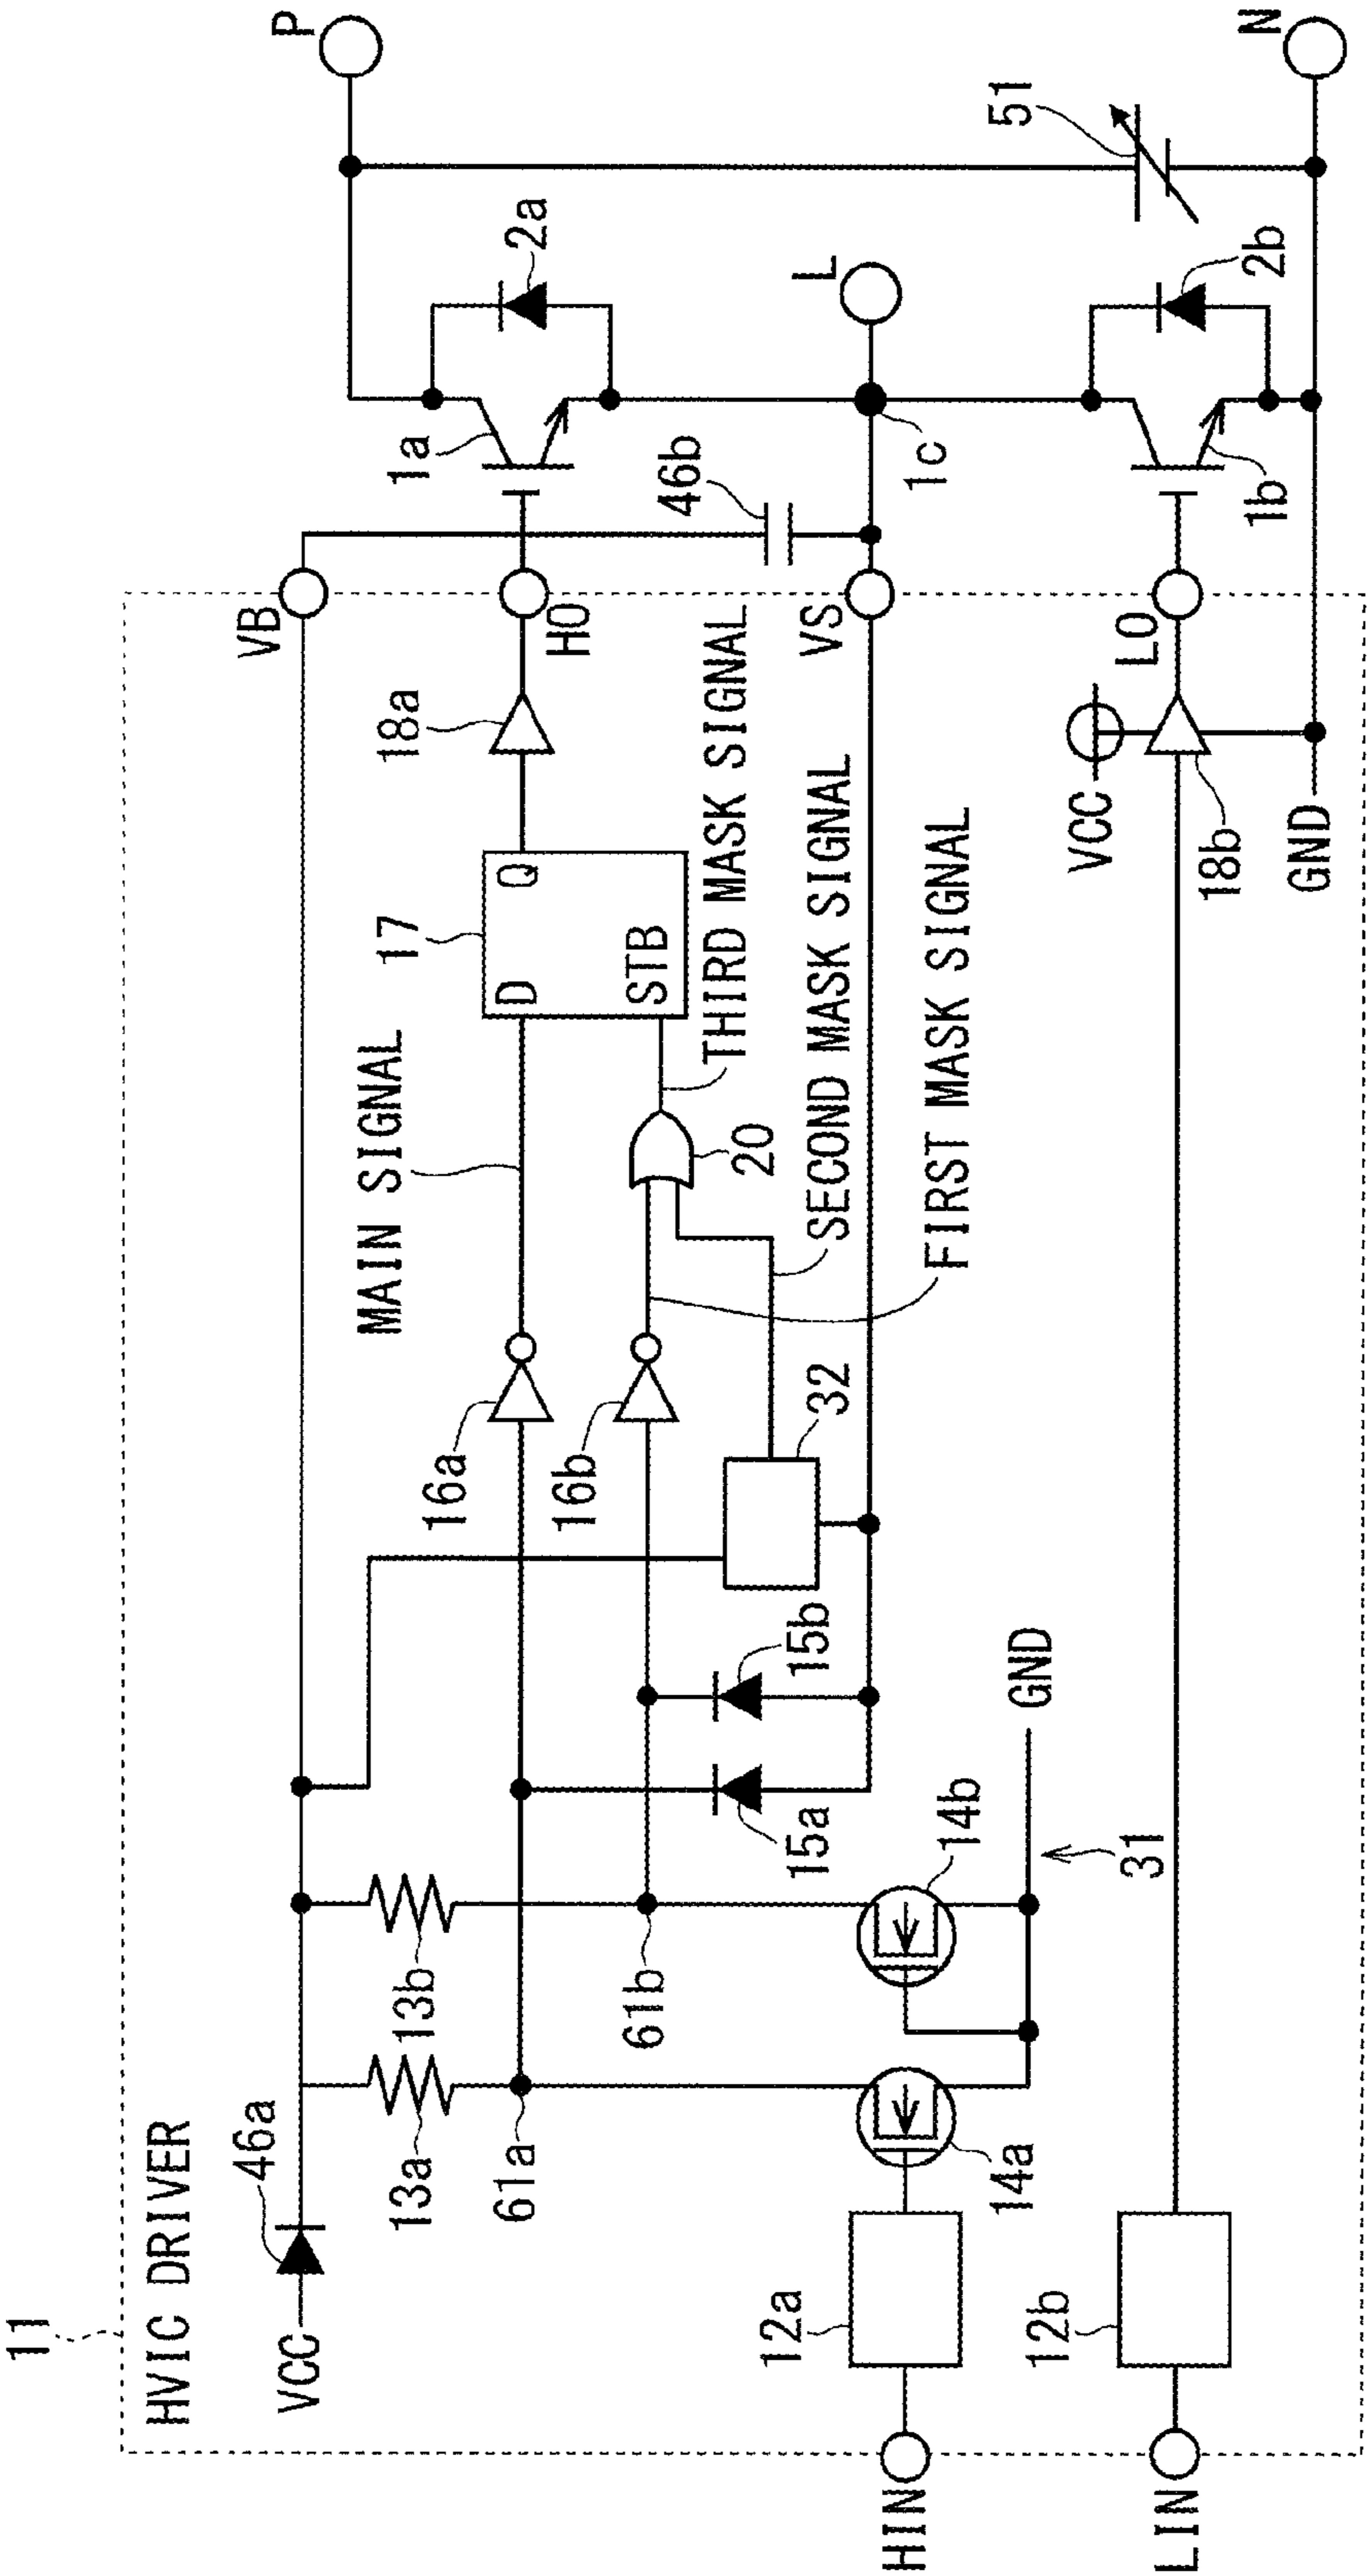 11
HVIC DRIVER
VCC
46a
13a
13b
61a
61b
15a
15b
14a
14b
31
GND
HIN
12a
LIN
12b
16a
16b
32
MAIN SIGNAL
20
17
D
Q
STB
THIRD MASK SIGNAL
SECOND MASK SIGNAL
FIRST MASK SIGNAL
18a
VB
HO
VS
LO
VCC
18b
GND
46b
1a
2a
1c
L
1b
2b
51
P
N